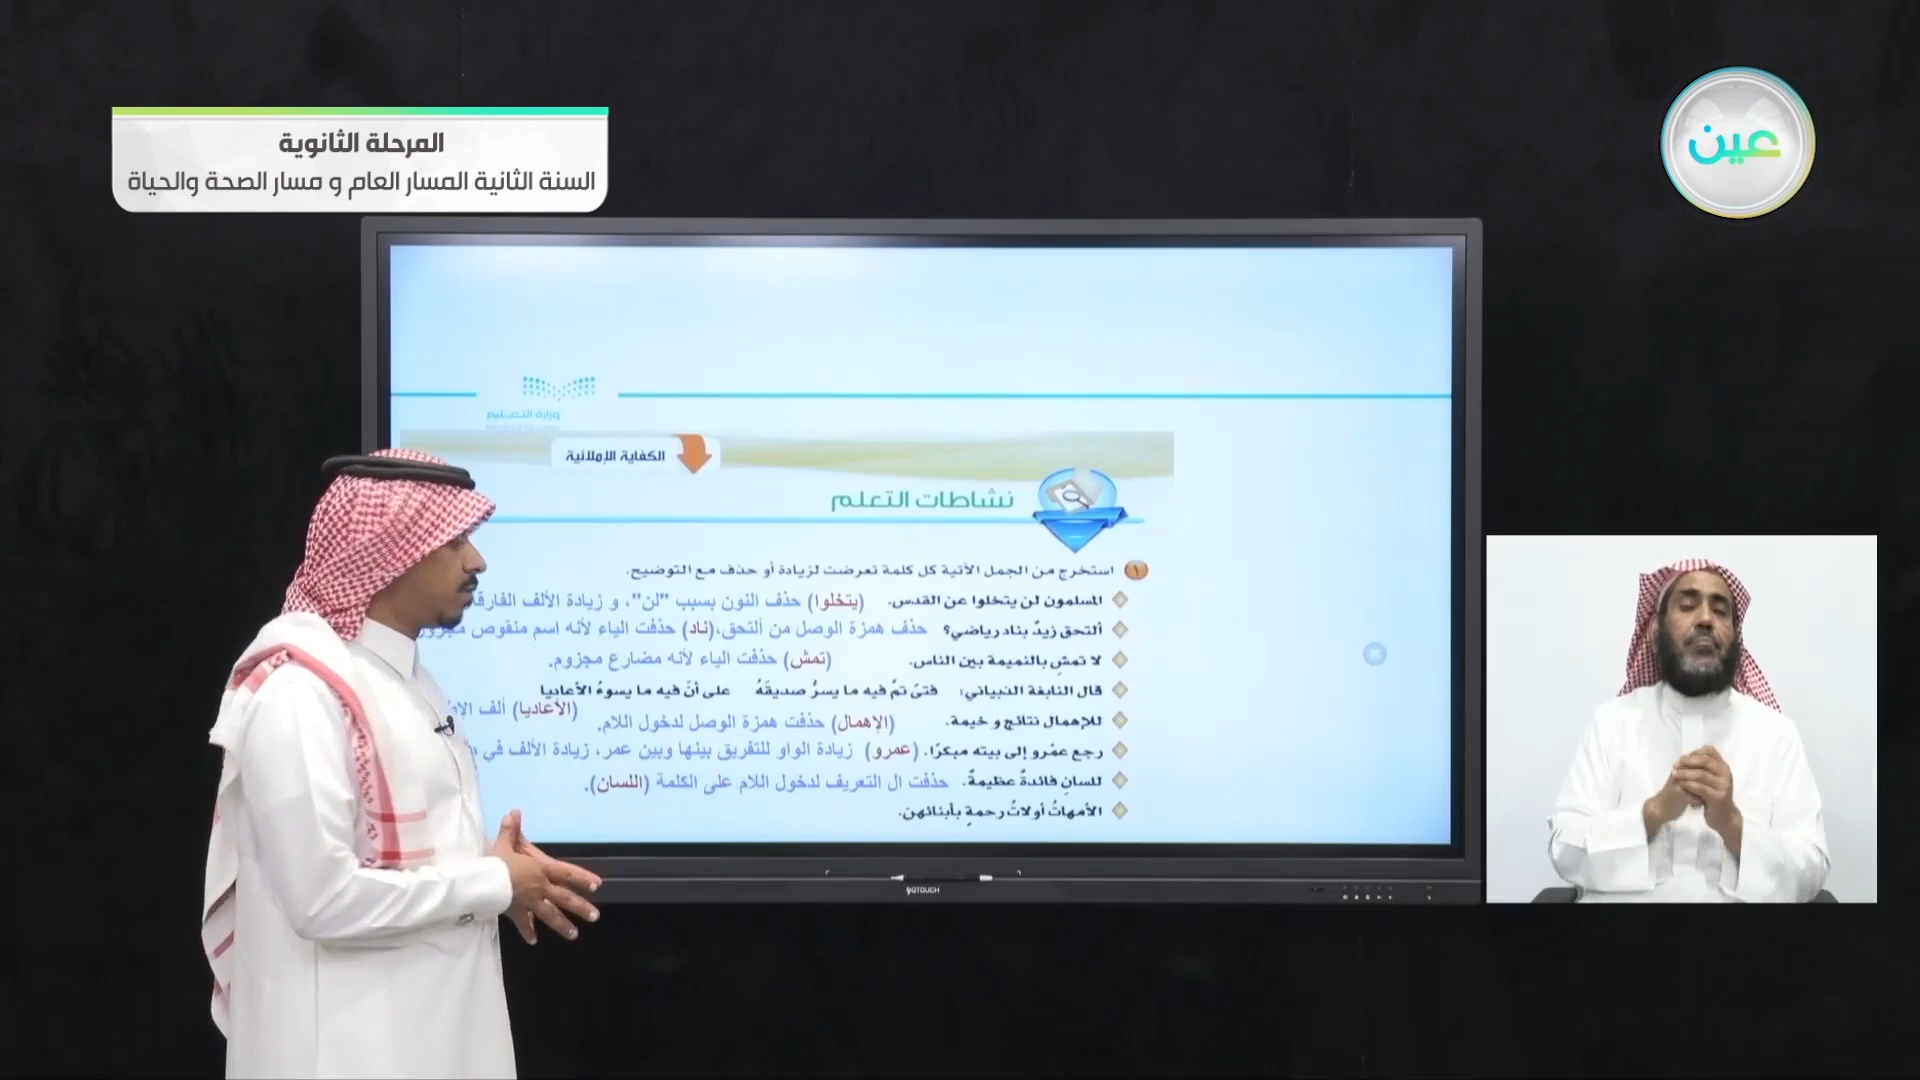 المرحلة الثانوية
السنة الثانية المسار العام و مسار الصحة والحياة
عين
وزارة التعليم
الكفاية الإملائية
نشاطات التعلم
١ استخرج من الجمل الآتية كل كلمة تعرضت لزيادة أو حذف مع التوضيح.
المسلمون لن يتخلوا عن القدس. (يتخلوا) حذف النون بسبب "لن"، و زيادة الألف الفارقة
ألتحق زيدٌ بناد رياضي؟ حذف همزة الوصل من ألتحق،(ناد) حذفت الياء لأنه اسم منقوص مجرور
لا تمشِ بالنميمة بين الناس. (تمش) حذفت الياء لأنه مضارع مجزوم.
قال النابغة الذبياني: فتىً تمَّ فيه ما يسرُّ صديقَهُ على أنَّ فيه ما يسوءُ الأعاديا
(الأعاديا) ألف
للإهمال نتائج و خيمة. (الإهمال) حذفت همزة الوصل لدخول اللام.
رجع عمْرو إلى بيته مبكرًا. (عمرو) زيادة الواو للتفريق بينها وبين عمر، زيادة الألف في
للسانِ فائدةٌ عظيمةٌ. حذفت ال التعريف لدخول اللام على الكلمة (اللسان).
الأمهاتُ أولاتُ رحمةٍ بأبنائهن.